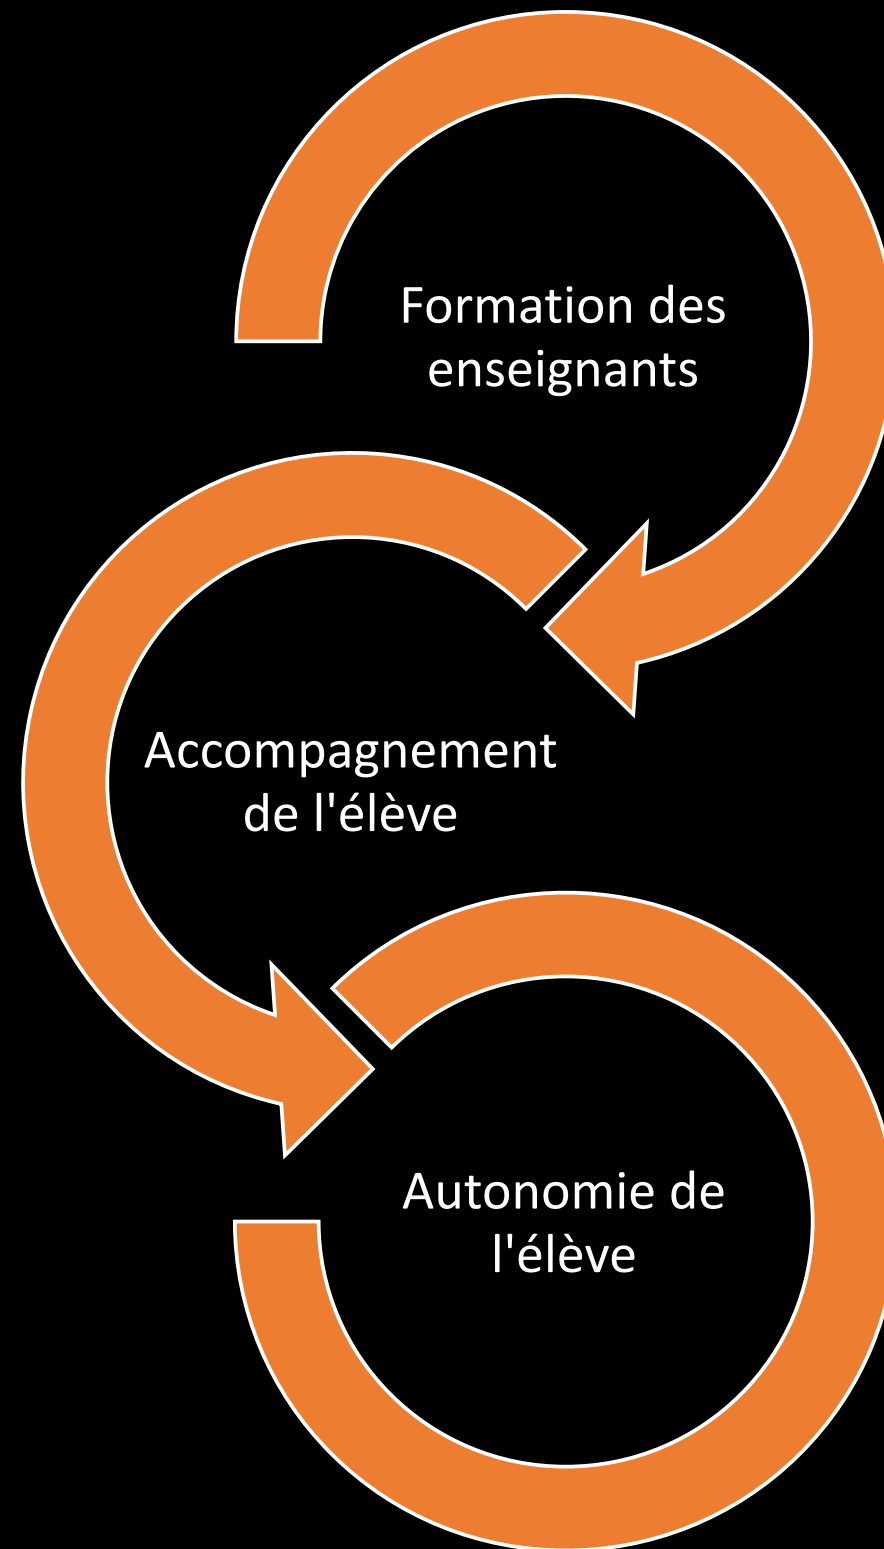 Formation des
enseignants
Accompagnement
de l'élève
Autonomie de
l'élève